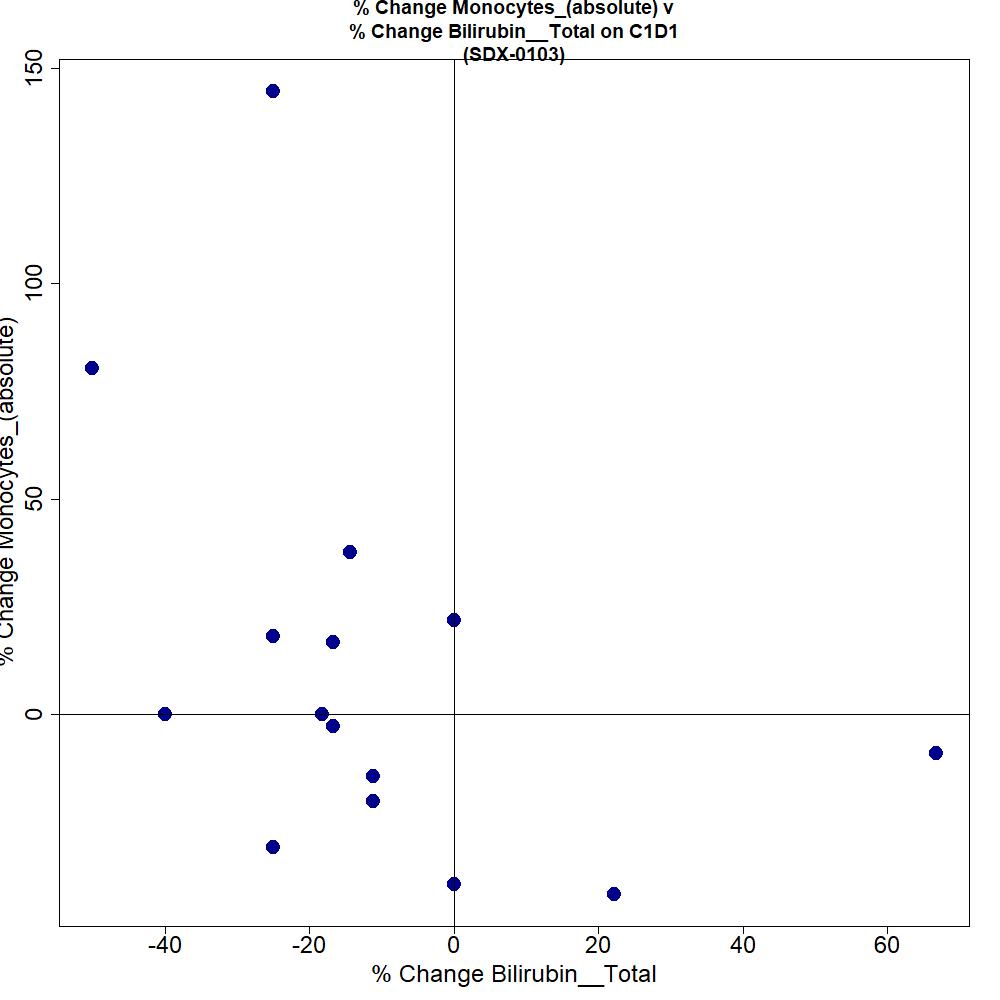 % Change Monocytes_(absolute) v
% Change Bilirubin__Total on C1D1
(SDX-0103)
150
100
50
0
% Change Monocytes_(absolute)
-40
-20
0
20
40
60
% Change Bilirubin__Total